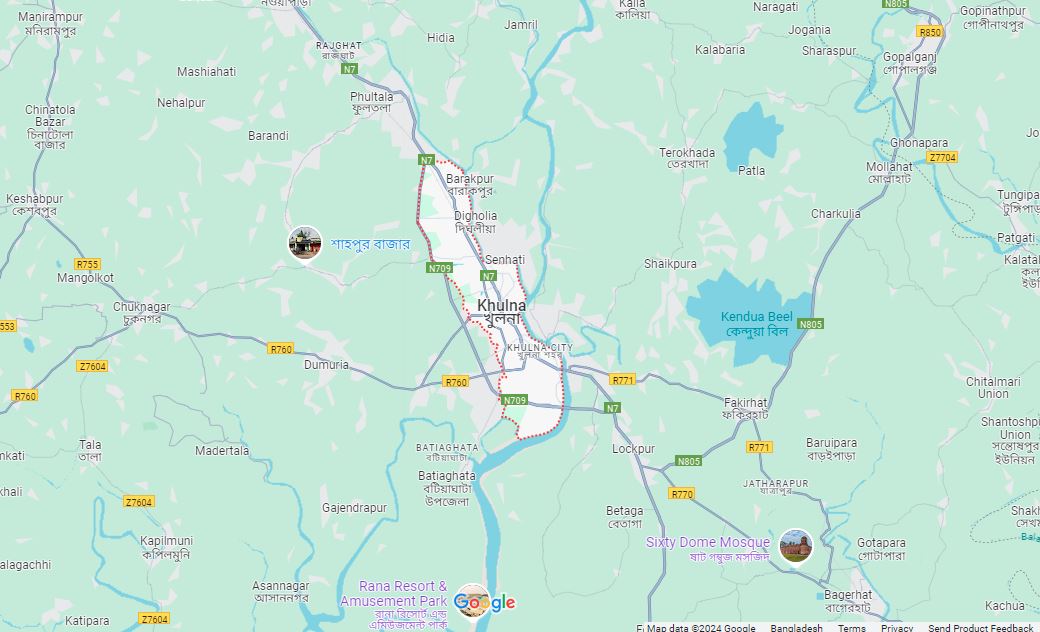 নওয়াপাড়া
Kalia
কালিয়া
Naragati
N805
Gopinathpur
গোপীনাথপুর
Manirampur
মনিরামপুর
Jamril
Jogania
R850
Hidia
Kalabaria
Sharaspur
RAJGHAT
রাজঘাট
N7
Gopalganj
গোপালগঞ্জ
Mashiahati
Nehalpur
Phultala
ফুলতলা
Chinatola
Bazar
চিনাটোলা
বাজার
Barandi
Ghonapara
Z7704
N7
Terokhada
তেরখাদা
Patla
Mollahat
মোল্লাহাট
Barakpur
বারাকপুর
Keshabpur
কেশবপুর
Digholia
দিঘলীয়া
Charkulia
Tungipa
টুঙ্গিপাড়
শাহপুর বাজার
Patgati
Senhati
Shaikpura
R755
N709
N7
Mangolkot
Khulna
খুলনা
Chuknagar
চুকনগর
Kendua Beel
কেন্দুয়া বিল
N805
553
R760
KHULNA CITY
খুলনা শহর
Z7604
Dumuria
R760
R771
R760
N709
N7
Chitalmari
Union
Fakirhat
ফকিরহাট
Santoshp
Union
সন্তোষপুর
ইউনিয়ন
Tala
তালা
Madertala
BATIAGHATA
বটিয়াঘাটা
Lockpur
R771
Baruipara
বাড়ইপাড়া
N805
Batiaghata
বটিয়াঘাটা
উপজেলা
JATHARAPUR
যাত্রাপুর
R770
Z7604
Gajendrapur
Betaga
বেতাগা
Kapilmuni
কপিলমুনি
Sixty Dome Mosque
ষাট গম্বুজ মসজিদ
Gotapara
গোটাপারা
Asannagar
আসাননগর
Rana Resort &
Amusement Park
রানা রিসোর্ট এন্ড
এমিউজমেন্ট পার্ক
Google
Bagerhat
বাগেরহাট
Kachua
Katipara
Z7604
Map data ©2024 Google
Bangladesh
Terms
Privacy
Send Product Feedback